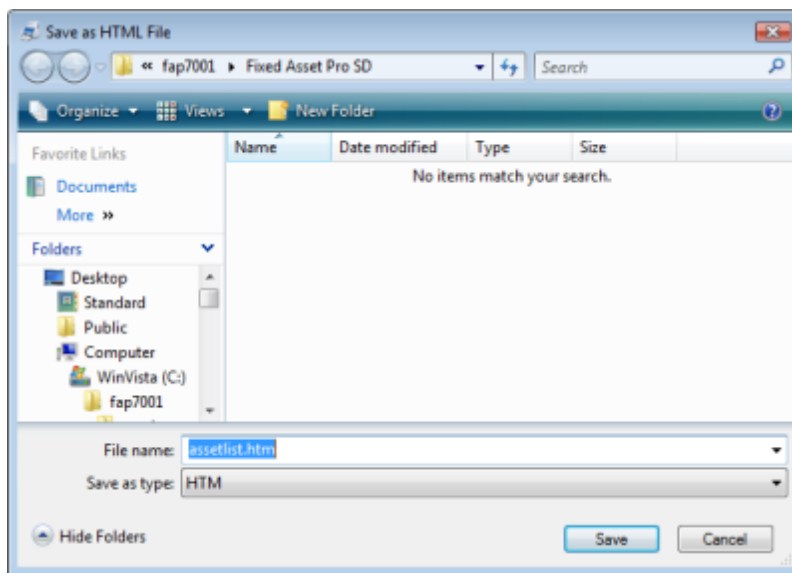 Save as HTML File
« fap7001 ▸ Fixed Asset Pro SD
Search
Organize Views New Folder
Favorite Links
Documents
More »
Folders
Desktop
Standard
Public
Computer
WinVista (C:)
fap7001
Name Date modified Type Size
No items match your search.
File name: assetlist.htm
Save as type: HTM
Hide Folders
Save
Cancel